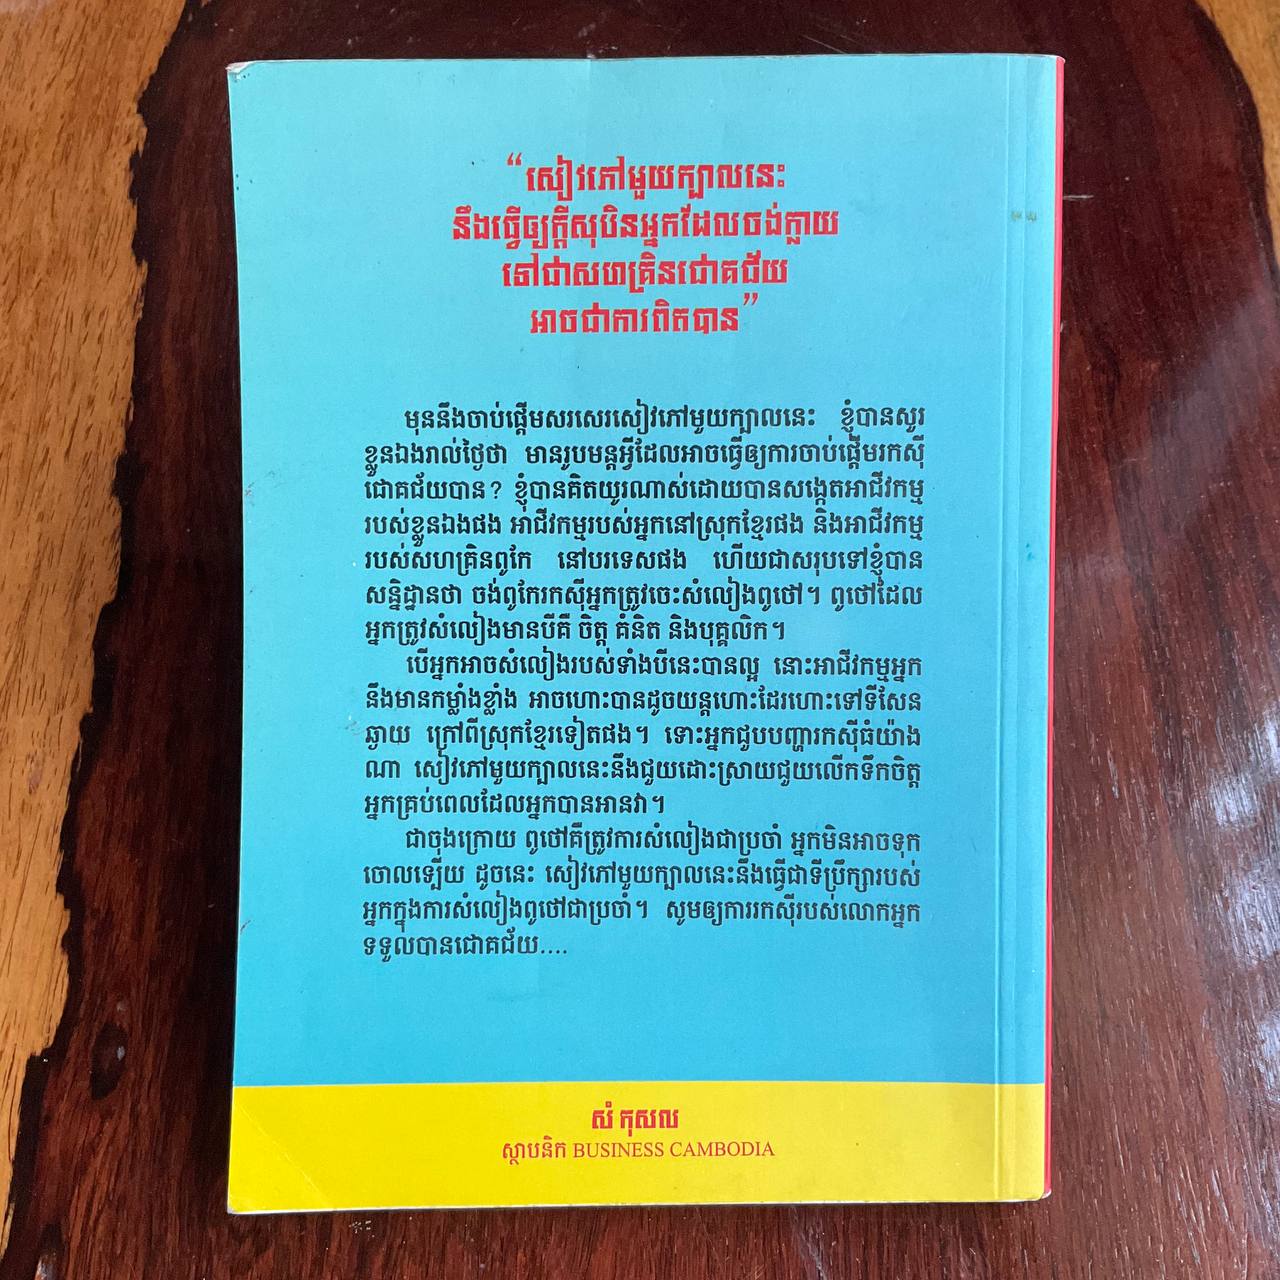 “សៀវភៅមួយក្បាលនេះ
នឹងធ្វើឲ្យក្ដីសុបិនអ្នកដែលចង់ក្លាយ
ទៅជាសហគ្រិនជោគជ័យ
អាចជាការពិតបាន”
មុននឹងចាប់ផ្ដើមសរសេរសៀវភៅមួយក្បាលនេះ ខ្ញុំបានសួរ
ខ្លួនឯងរាល់ថ្ងៃថា មានរូបមន្តអ្វីដែលអាចធ្វើឲ្យការចាប់ផ្ដើមរកស៊ី
ជោគជ័យបាន? ខ្ញុំបានគិតយូរណាស់ដោយបានសង្កេតអាជីវកម្ម
របស់ខ្លួនឯងផង អាជីវកម្មរបស់អ្នកនៅស្រុកខ្មែរផង និងអាជីវកម្ម
របស់សហគ្រិនពូកែ នៅបរទេសផង ហើយជាសរុបទៅខ្ញុំបាន
សន្និដ្ឋានថា ចង់ពូកែរកស៊ីអ្នកត្រូវចេះសំលៀងពូថៅ។ ពូថៅដែល
អ្នកត្រូវសំលៀងមានបីគឺ ចិត្ត គំនិត និងបុគ្គលិក។
បើអ្នកអាចសំលៀងរបស់ទាំងបីនេះបានល្អ នោះអាជីវកម្មអ្នក
នឹងមានកម្លាំងខ្លាំង អាចហោះបានដូចយន្តហោះដែរហោះទៅទីសែន
ឆ្ងាយ ក្រៅពីស្រុកខ្មែរទៀតផង។ ទោះអ្នកជួបបញ្ហារកស៊ីធំយ៉ាង
ណា សៀវភៅមួយក្បាលនេះនឹងជួយដោះស្រាយជួយលើកទឹកចិត្ត
អ្នកគ្រប់ពេលដែលអ្នកបានអានវា។
ជាចុងក្រោយ ពូថៅគឺត្រូវការសំលៀងជាប្រចាំ អ្នកមិនអាចទុក
ចោលឡើយ ដូចនេះ សៀវភៅមួយក្បាលនេះនឹងធ្វើជាទីប្រឹក្សារបស់
អ្នកក្នុងការសំលៀងពូថៅជាប្រចាំ។ សូមឲ្យការរកស៊ីរបស់លោកអ្នក
ទទួលបានជោគជ័យ....
សំ កុសល
ស្ថាបនិក BUSINESS CAMBODIA